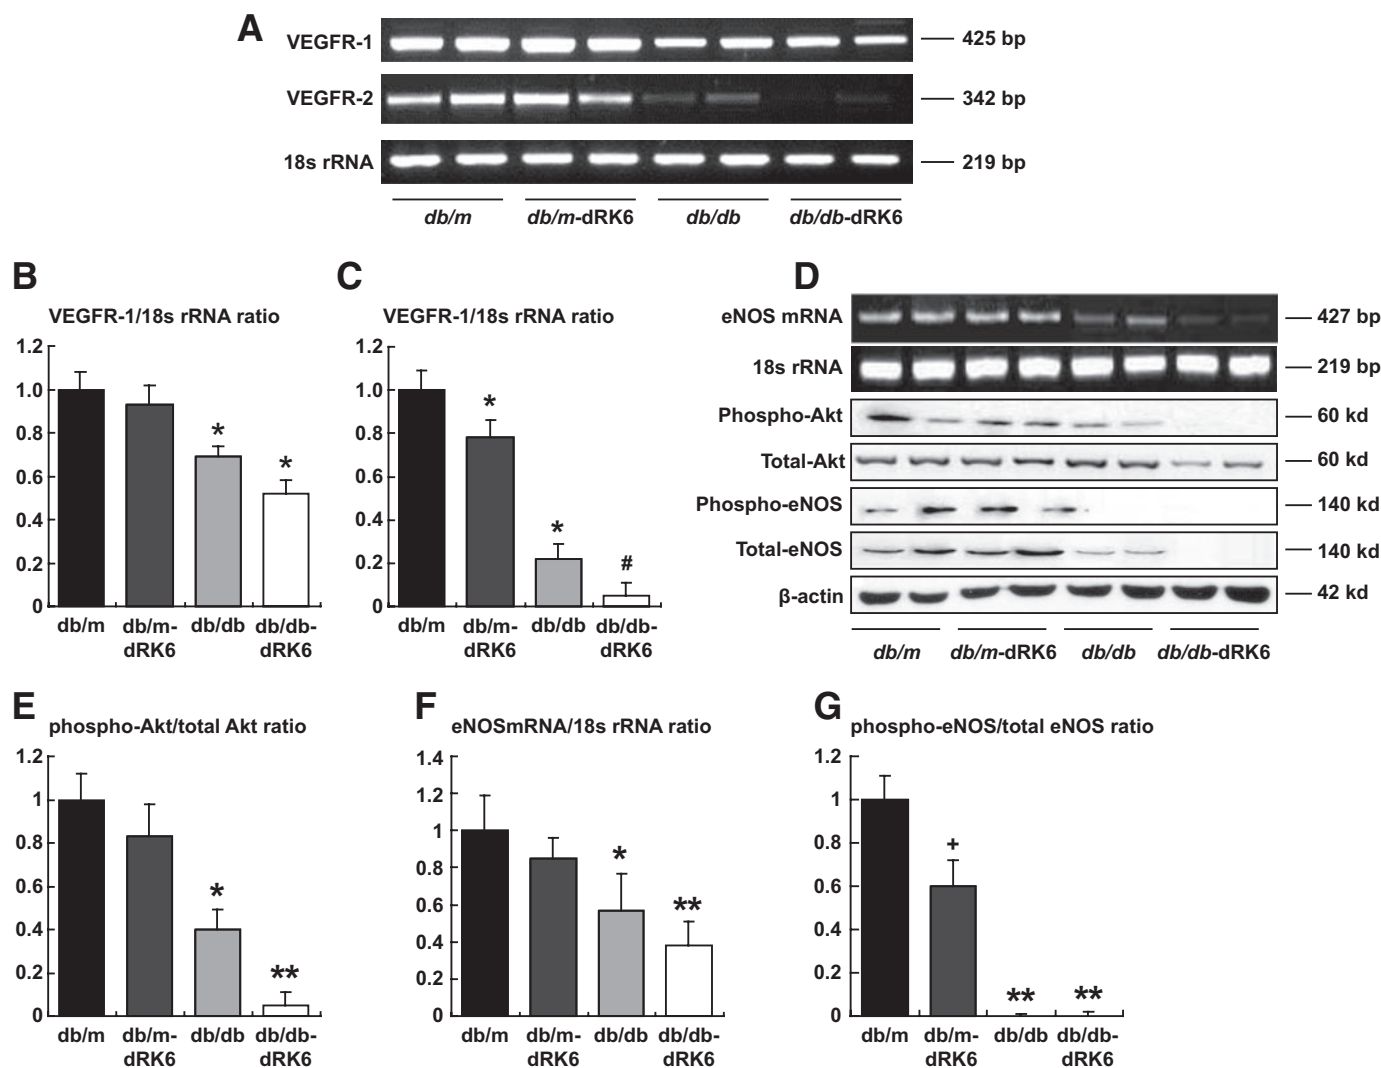 A
VEGFR-1
425 bp
VEGFR-2
342 bp
18s rRNA
219 bp
db/m
db/m-dRK6
db/db
db/db-dRK6
B
VEGFR-1/18s rRNA ratio
1.2
1.0
0.8
0.6
0.4
0.2
0
*
*
db/m
db/m-
dRK6
db/db
db/db-
dRK6
C
VEGFR-1/18s rRNA ratio
1.2
1.0
0.8
0.6
0.4
0.2
0
*
*
#
db/m
db/m-
dRK6
db/db
db/db-
dRK6
D
eNOS mRNA
427 bp
18s rRNA
219 bp
Phospho-Akt
60 kd
Total-Akt
60 kd
Phospho-eNOS
140 kd
Total-eNOS
140 kd
β-actin
42 kd
db/m
db/m-dRK6
db/db
db/db-dRK6
E
phospho-Akt/total Akt ratio
1.2
1
0.8
0.6
0.4
0.2
0
*
**
db/m
db/m-
dRK6
db/db
db/db-
dRK6
F
eNOSmRNA/18s rRNA ratio
1.4
1.2
1
0.8
0.6
0.4
0.2
0
*
**
db/m
db/m-
dRK6
db/db
db/db-
dRK6
G
phospho-eNOS/total eNOS ratio
1.2
1
0.8
0.6
0.4
0.2
0
+
**
**
db/m
db/m-
dRK6
db/db
db/db-
dRK6